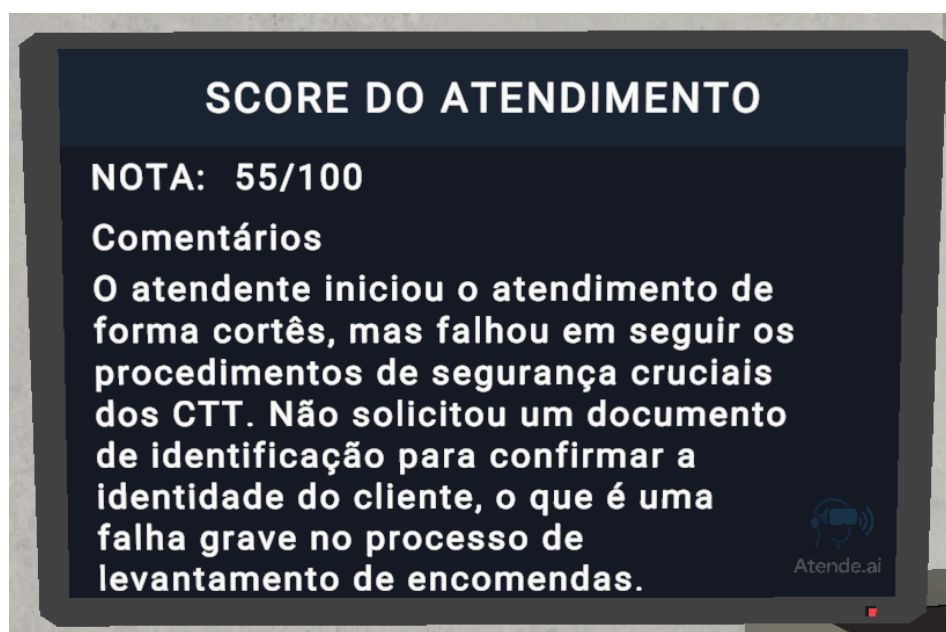 SCORE DO ATENDIMENTO
NOTA: 55/100
Comentários
O atendente iniciou o atendimento de
forma cortês, mas falhou em seguir os
procedimentos de segurança cruciais
dos CTT. Não solicitou um documento
de identificação para confirmar a
identidade do cliente, o que é uma
falha grave no processo de
levantamento de encomendas.
Atende.ai